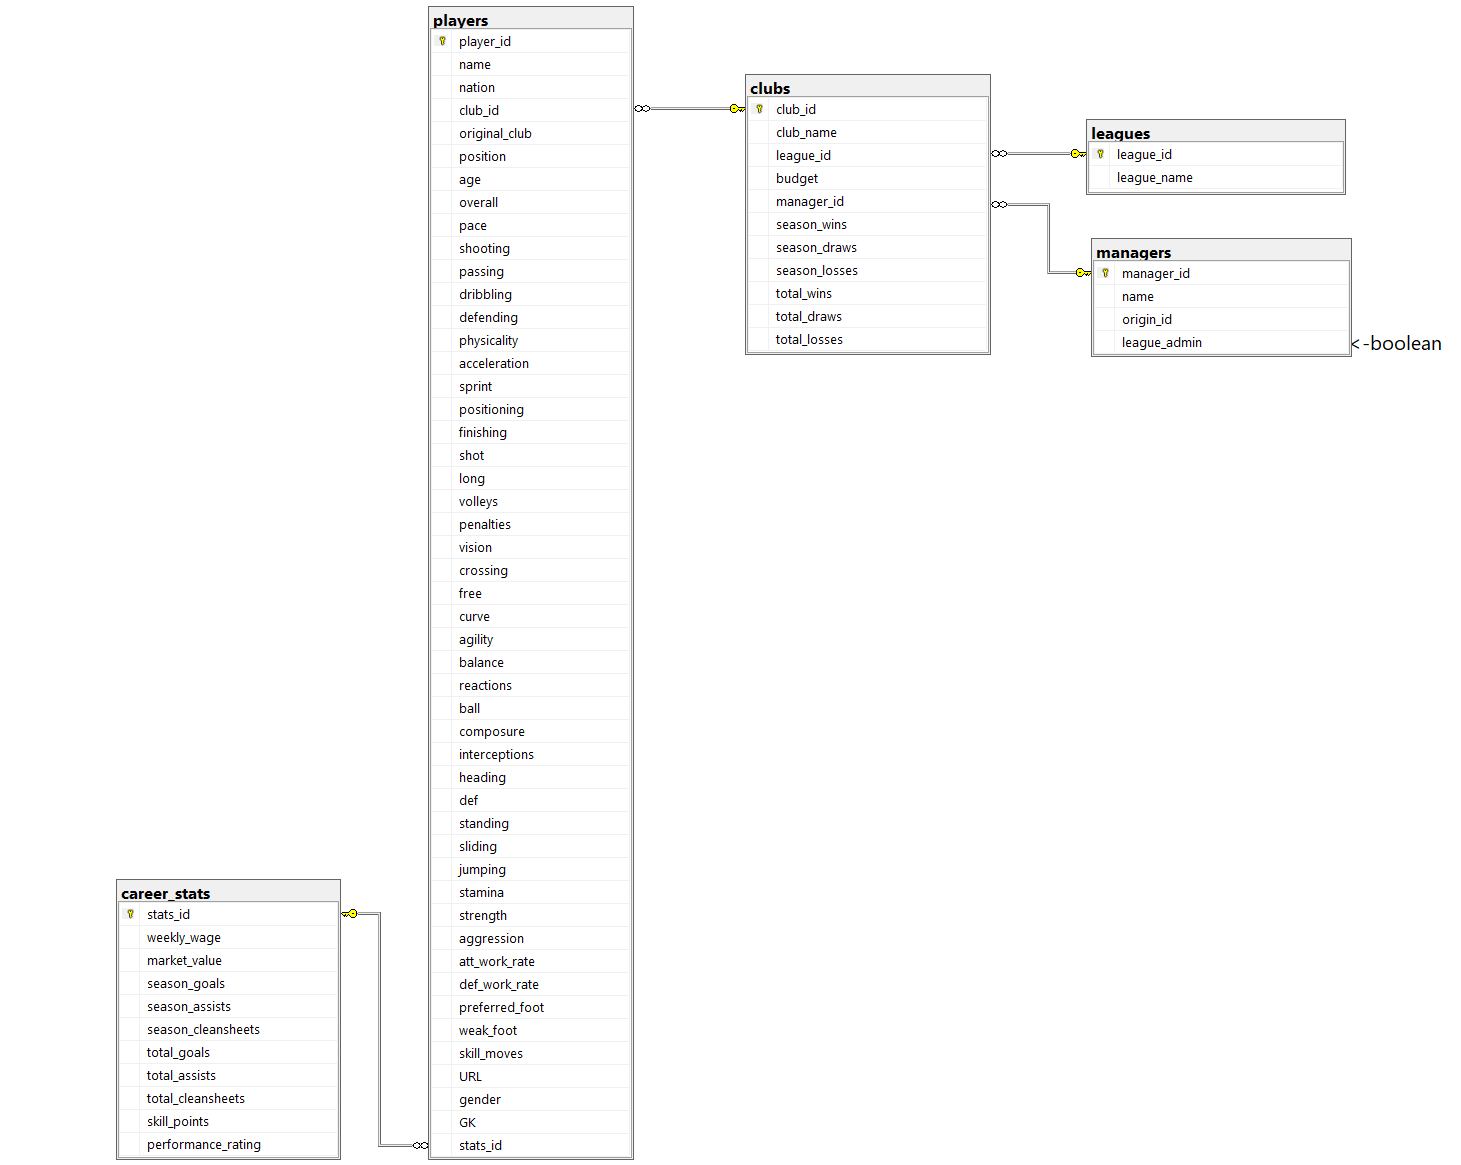 players
player_id
name
nation
club_id
original_club
position
age
overall
pace
shooting
passing
dribbling
defending
physicality
acceleration
sprint
positioning
finishing
shot
long
volleys
penalties
vision
crossing
free
curve
agility
balance
reactions
ball
composure
interceptions
heading
def
standing
sliding
jumping
stamina
strength
aggression
att_work_rate
def_work_rate
preferred_foot
weak_foot
skill_moves
URL
gender
GK
stats_id
clubs
club_id
club_name
league_id
budget
manager_id
season_wins
season_draws
season_losses
total_wins
total_draws
total_losses
leagues
league_id
league_name
managers
manager_id
name
origin_id
league_admin
<-boolean
career_stats
stats_id
weekly_wage
market_value
season_goals
season_assists
season_cleansheets
total_goals
total_assists
total_cleansheets
skill_points
performance_rating